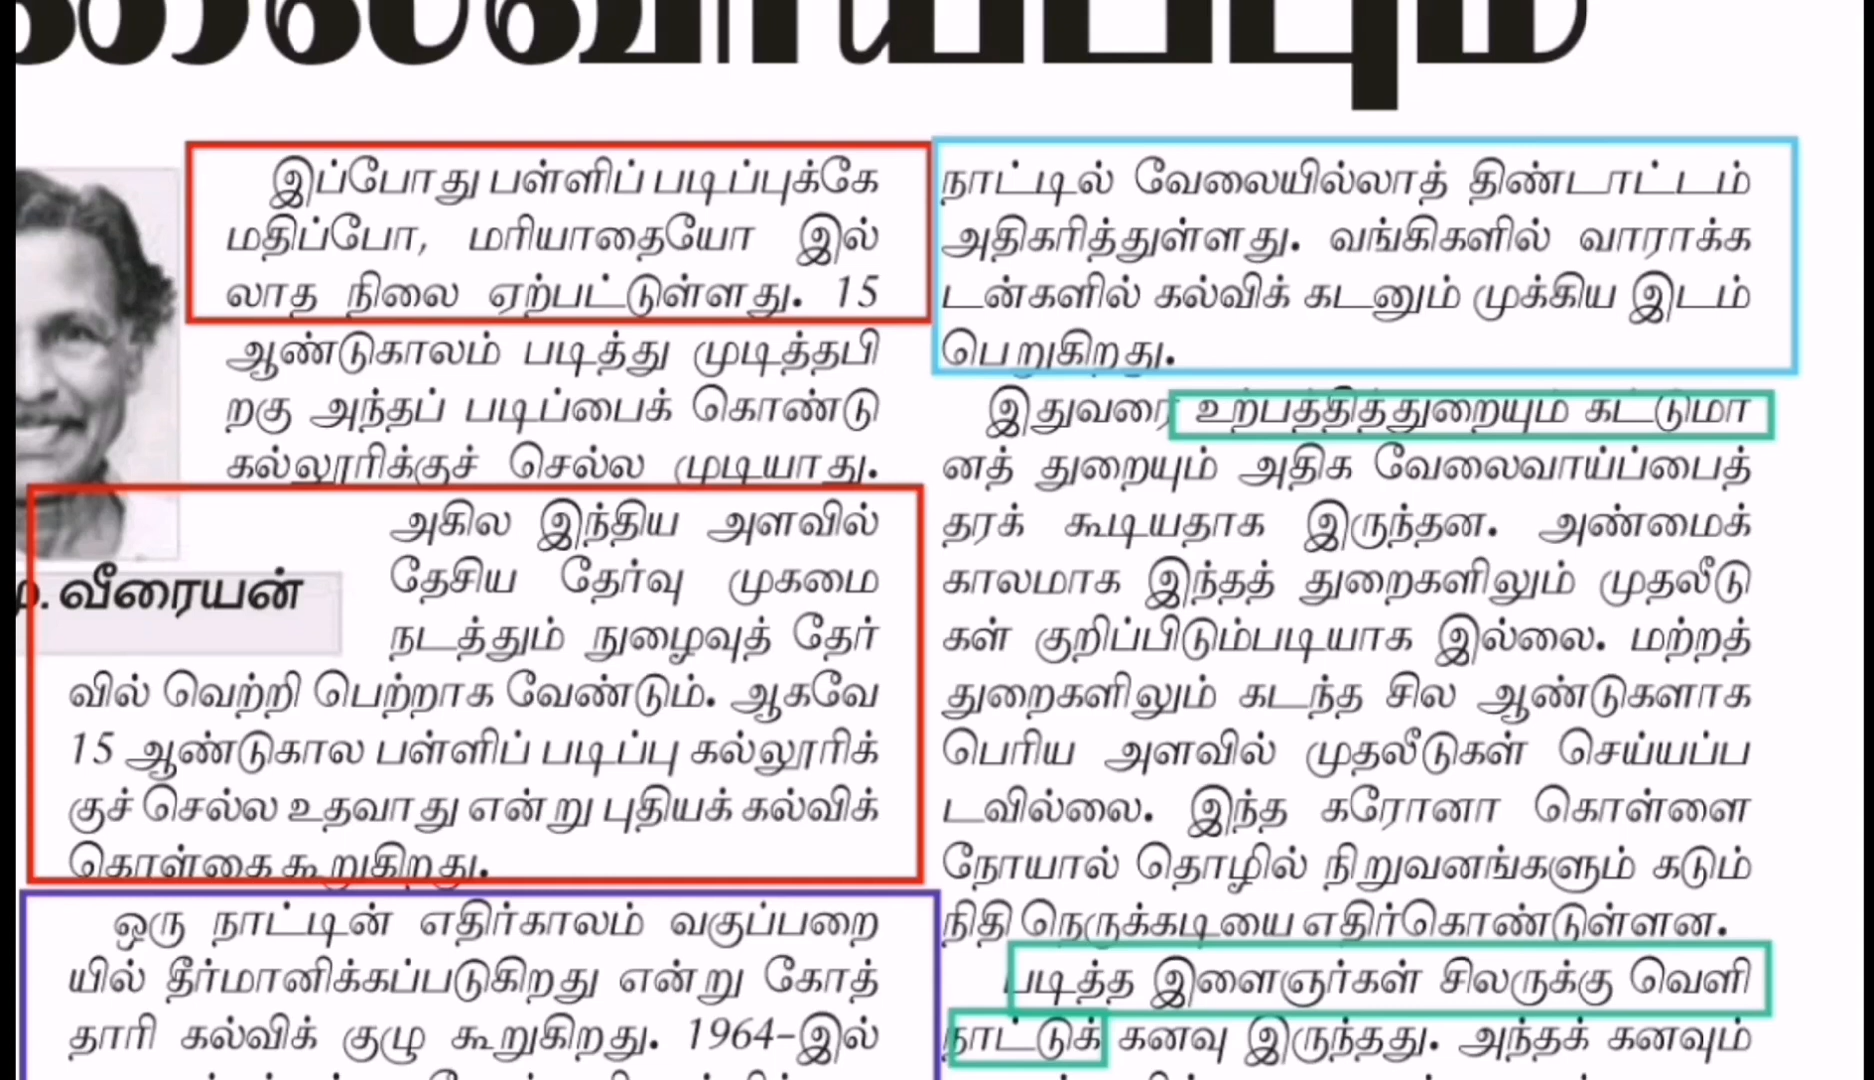 இப்போது பள்ளிப் படிப்புக்கே
மதிப்போ, மரியாதையோ இல்
லாத நிலை ஏற்பட்டுள்ளது. 15
ஆண்டுகாலம் படித்து முடித்தபி
றகு அந்தப் படிப்பைக் கொண்டு
கல்லூரிக்குச் செல்ல முடியாது.
அகில இந்திய அளவில்
தேசிய தேர்வு முகமை
நடத்தும் நுழைவுத் தேர்
வில் வெற்றி பெற்றாக வேண்டும். ஆகவே
15 ஆண்டுகால பள்ளிப் படிப்பு கல்லூரிக்
குச் செல்ல உதவாது என்று புதியக் கல்விக்
கொள்கை கூறுகிறது.
ஒரு நாட்டின் எதிர்காலம் வகுப்பறை
யில் தீர்மானிக்கப்படுகிறது என்று கோத்
தாரி கல்விக் குழு கூறுகிறது. 1964-இல்
வீரையன்
நாட்டில் வேலையில்லாத் திண்டாட்டம்
அதிகரித்துள்ளது. வங்கிகளில் வாராக்க
டன்களில் கல்விக் கடனும் முக்கிய இடம்
பெறுகிறது.
இதுவரை உற்பத்தித்துறையும் கட்டுமா
னத் துறையும் அதிக வேலைவாய்ப்பைத்
தரக் கூடியதாக இருந்தன. அண்மைக்
காலமாக இந்தத் துறைகளிலும் முதலீடு
கள் குறிப்பிடும்படியாக இல்லை. மற்றத்
துறைகளிலும் கடந்த சில ஆண்டுகளாக
பெரிய அளவில் முதலீடுகள் செய்யப்ப
டவில்லை. இந்த கரோனா கொள்ளை
நோயால் தொழில் நிறுவனங்களும் கடும்
நிதி நெருக்கடியை எதிர்கொண்டுள்ளன.
படித்த இளைஞர்கள் சிலருக்கு வெளி
நாட்டுக் கனவு இருந்தது. அந்தக் கனவும்